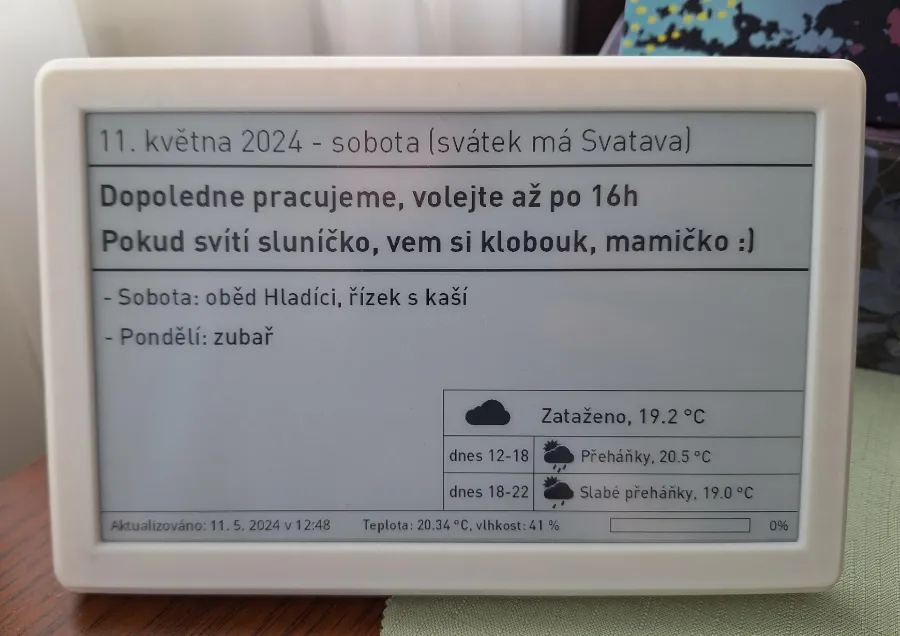 11. května 2024 - sobota (svátek má Svatava)
Dopoledne pracujeme, volejte až po 16h
Pokud svítí sluníčko, vem si klobouk, mamičko :)
- Sobota: oběd Hladíci, řízek s kaší
- Pondělí: zubař
Zataženo, 19.2 °C
dnes 12-18 Přeháňky, 20.5 °C
dnes 18-22 Slabé přeháňky, 19.0 °C
Aktualizováno: 11. 5. 2024 v 12:48 Teplota: 20.34 °C, vlhkost: 41 % 0%